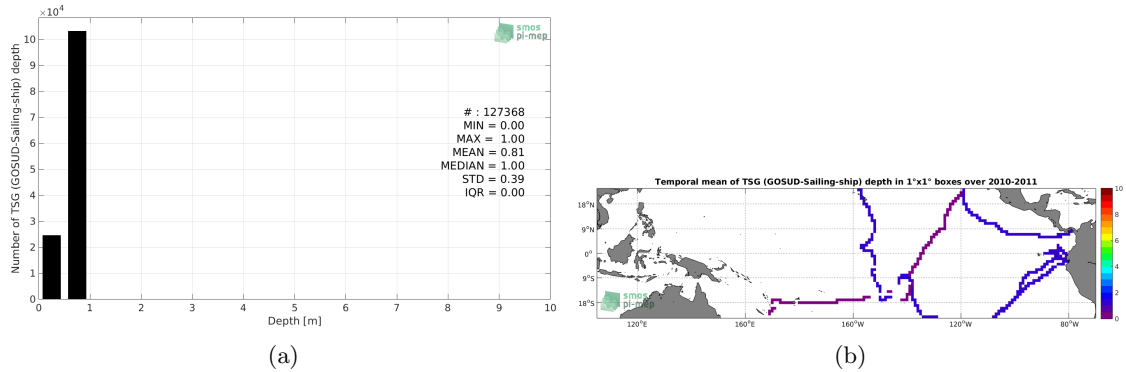 ×10⁴
10
9
8
7
6
5
4
3
2
1
0
Number of TSG (GOSUD-Sailing-ship) depth
0 1 2 3 4 5 6 7 8 9 10
Depth [m]
smos
pi-mep
# : 127368
MIN = 0.00
MAX = 1.00
MEAN = 0.81
MEDIAN = 1.00
STD = 0.39
IQR = 0.00
(a)
Temporal mean of TSG (GOSUD-Sailing-ship) depth in 1°x1° boxes over 2010-2011
18°N
9°N
0°
9°S
18°S
120°E 160°E 160°W 120°W 80°W
smos
pi-mep
10
8
6
4
2
0
(b)